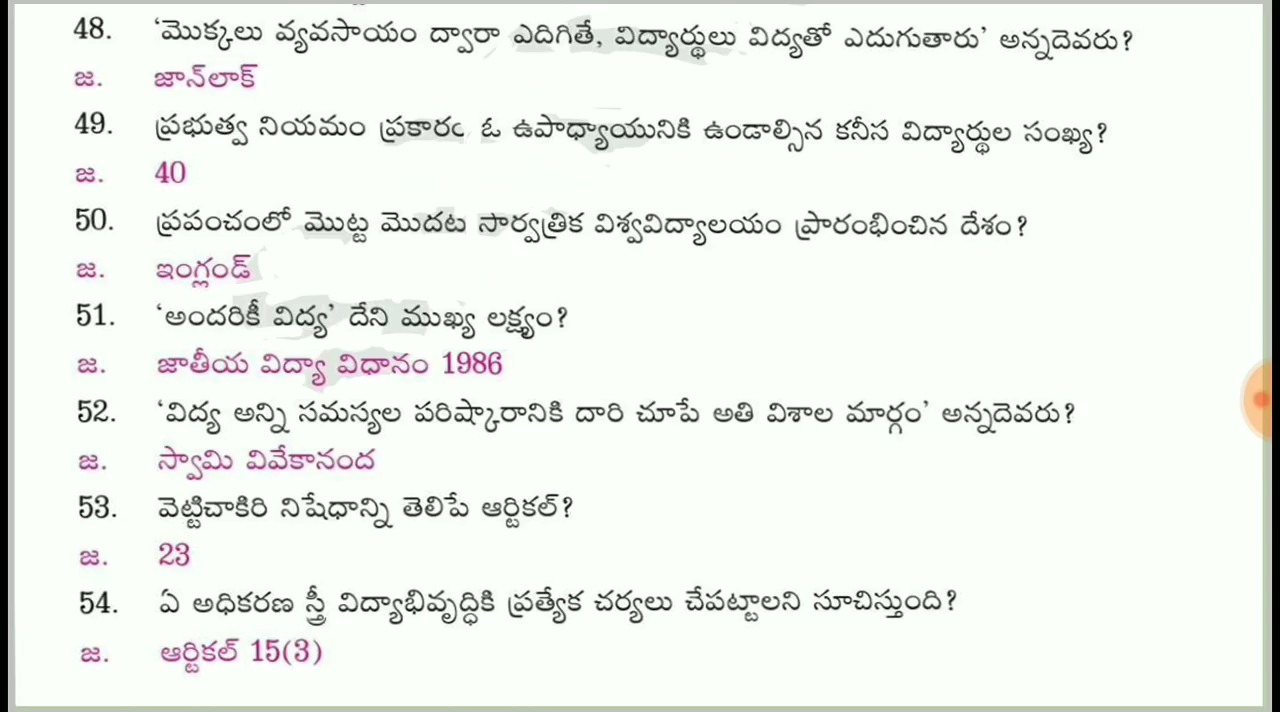 48. ‘మొక్కలు వ్యవసాయం ద్వారా ఎదిగితే, విద్యార్థులు విద్యతో ఎదుగుతారు’ అన్నదెవరు?
జ. జాన్‌లాక్
49. ప్రభుత్వ నియమం ప్రకారం ఓ ఉపాధ్యాయునికి ఉండాల్సిన కనీస విద్యార్థుల సంఖ్య?
జ. 40
50. ప్రపంచంలో మొట్ట మొదట సార్వత్రిక విశ్వవిద్యాలయం ప్రారంభించిన దేశం?
జ. ఇంగ్లండ్
51. ‘అందరికీ విద్య’ దేని ముఖ్య లక్ష్యం?
జ. జాతీయ విద్యా విధానం 1986
52. ‘విద్య అన్ని సమస్యల పరిష్కారానికి దారి చూపే అతి విశాల మార్గం’ అన్నదెవరు?
జ. స్వామి వివేకానంద
53. వెట్టిచాకిరి నిషేధాన్ని తెలిపే ఆర్టికల్?
జ. 23
54. ఏ అధికరణ స్త్రీ విద్యాభివృద్ధికి ప్రత్యేక చర్యలు చేపట్టాలని సూచిస్తుంది?
జ. ఆర్టికల్ 15(3)